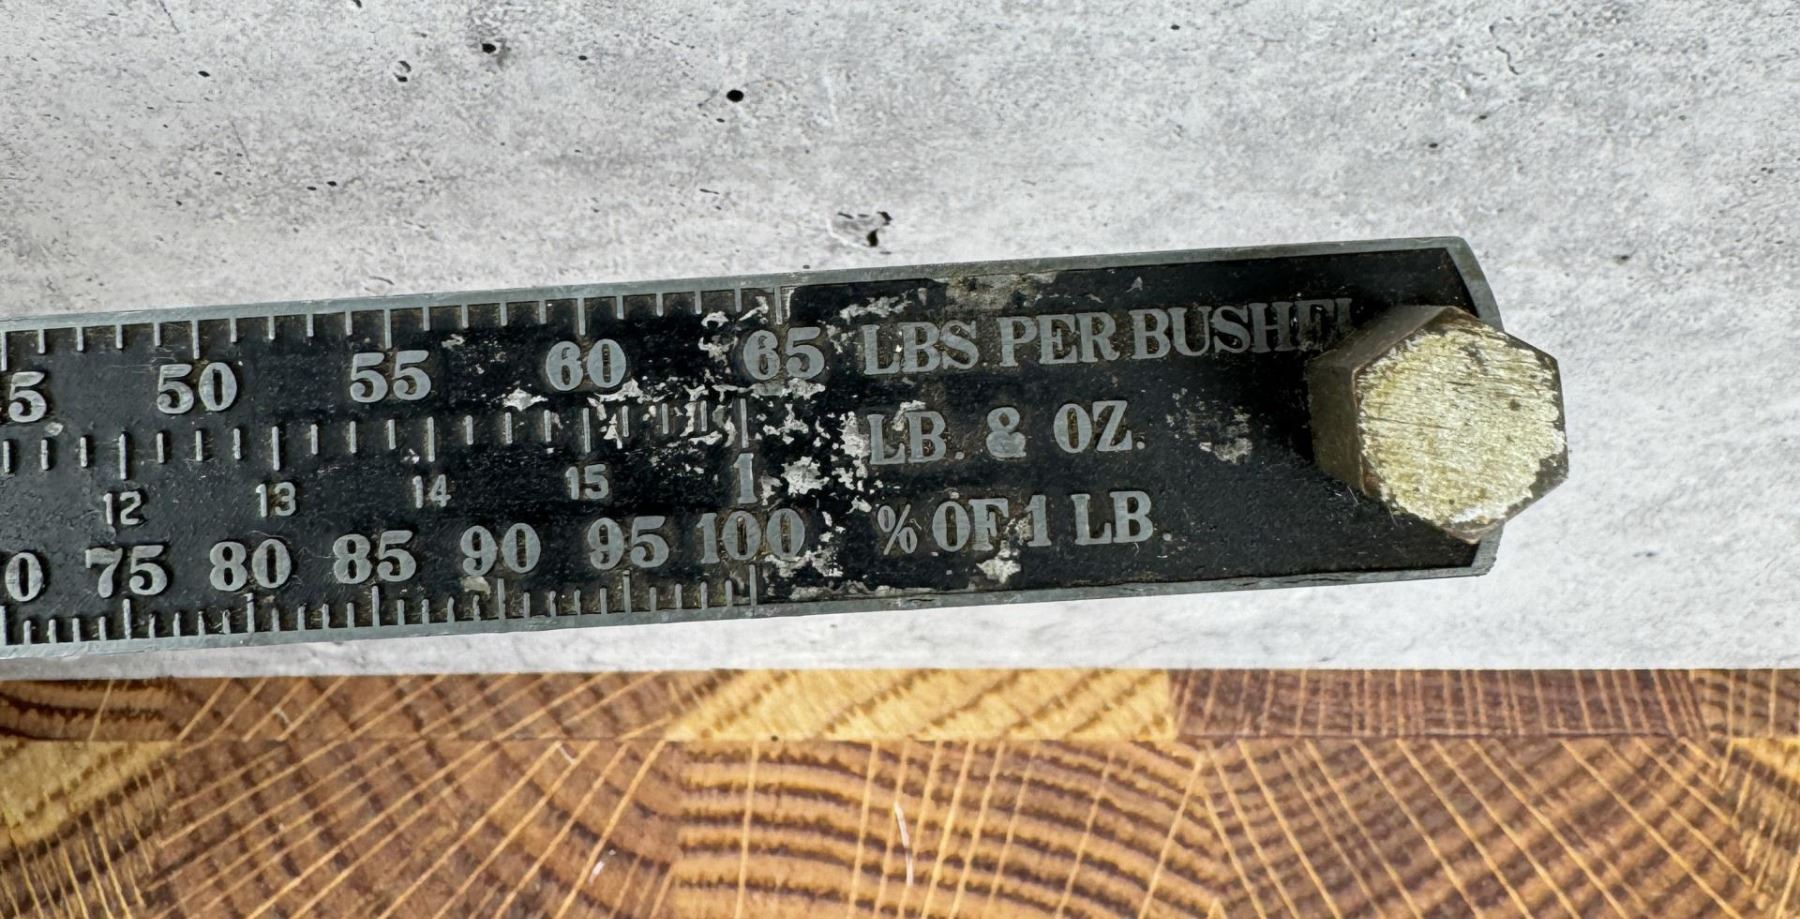 5 50 55 60 65 LBS PER BUSHEL
12 13 14 15 1 LB. & OZ.
0 75 80 85 90 95 100 % OF 1 LB.